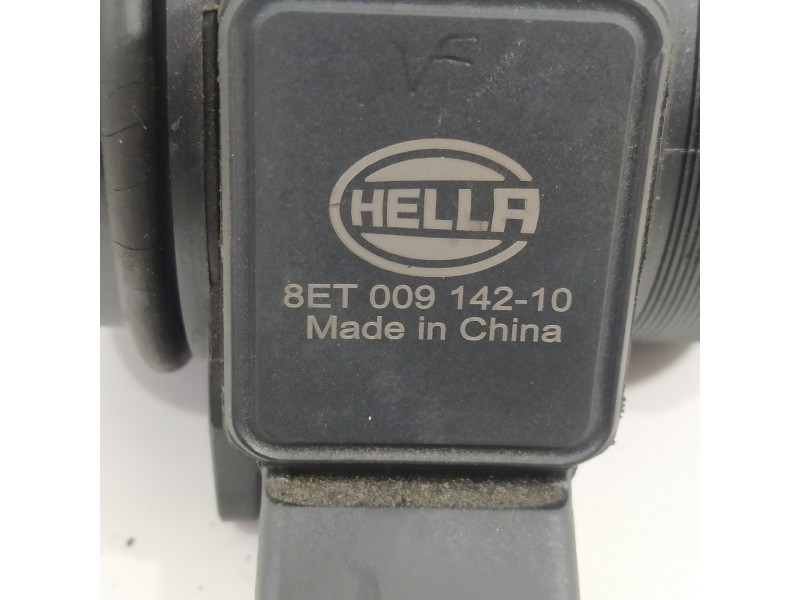 HELLA
8ET 009 142-10
Made in China